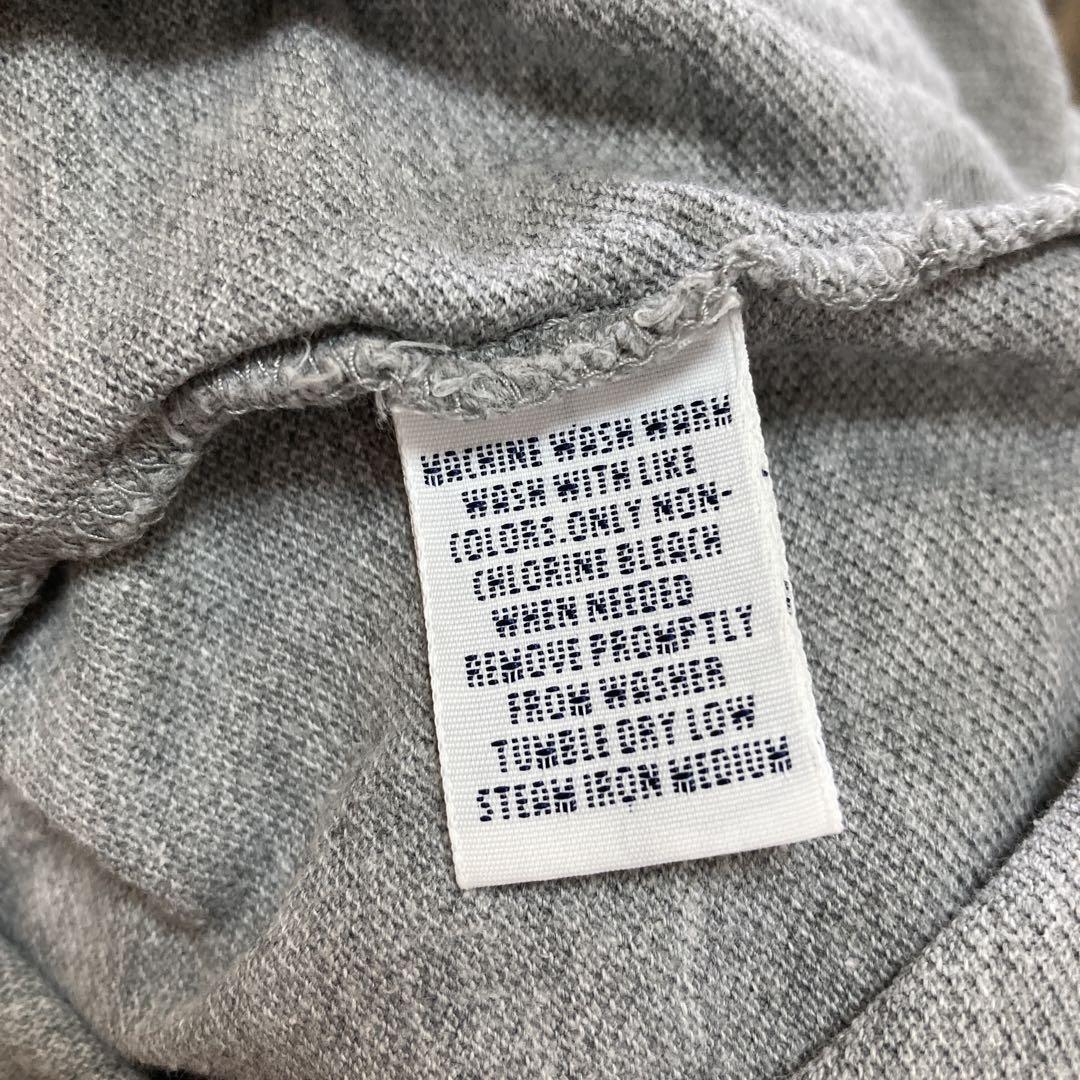 MACHINE WASH WARM
WASH WITH LIKE
COLORS.ONLY NON-
CHLORINE BLEACH
WHEN NEEDED
REMOVE PROMPTLY
FROM WASHER
TUMBLE DRY LOW
STEAM IRON MEDIUM